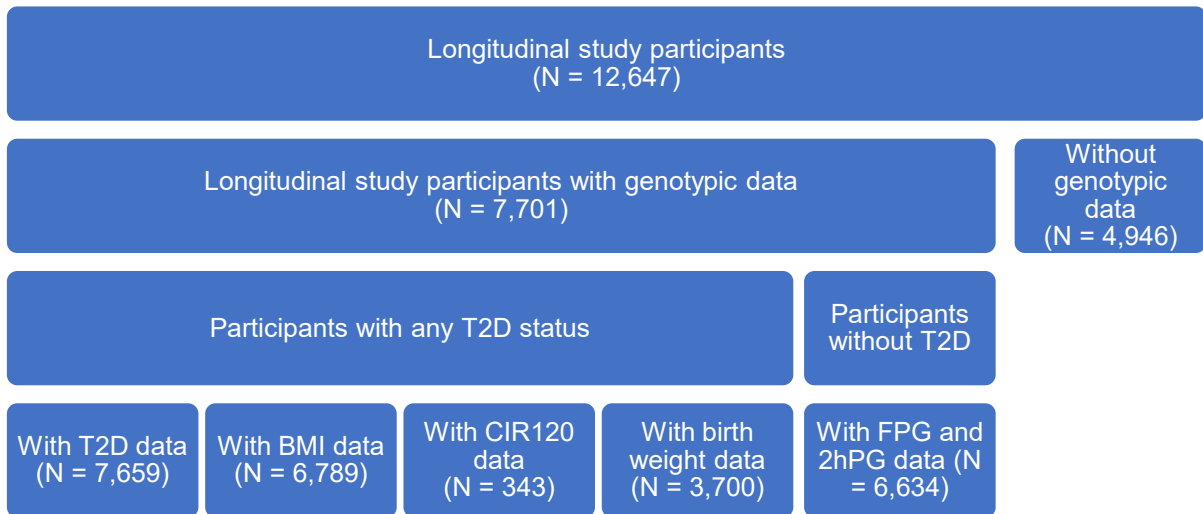 Longitudinal study participants
(N = 12,647)
Longitudinal study participants with genotypic data
(N = 7,701)
Without
genotypic
data
(N = 4,946)
Participants with any T2D status
Participants
without T2D
With T2D data
(N = 7,659)
With BMI data
(N = 6,789)
With CIR120
data
(N = 343)
With birth
weight data
(N = 3,700)
With FPG and
2hPG data (N
= 6,634)